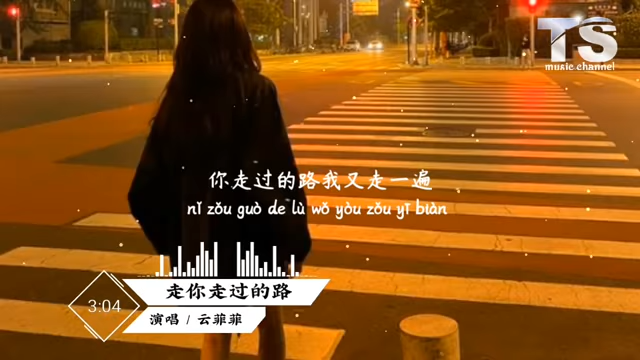 TS
music channel
你走过的路我又走一遍
nǐ zǒu guò de lù wǒ yòu zǒu yī biàn
走你走过的路
3:04
演唱 / 云菲菲